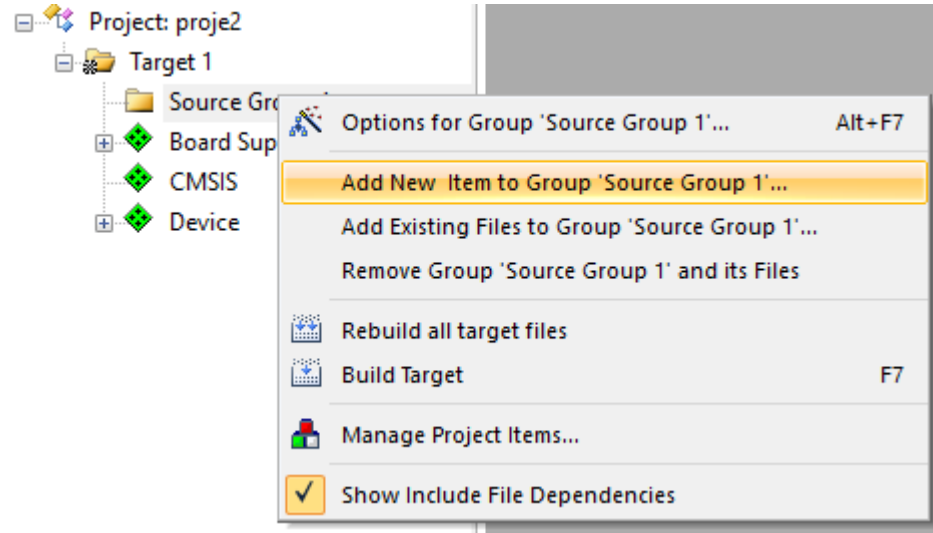 Project: proje2
Target 1
Source Gro
Board Sup
CMSIS
Device
Options for Group 'Source Group 1'... Alt+F7
Add New Item to Group 'Source Group 1'...
Add Existing Files to Group 'Source Group 1'...
Remove Group 'Source Group 1' and its Files
Rebuild all target files
Build Target F7
Manage Project Items...
Show Include File Dependencies